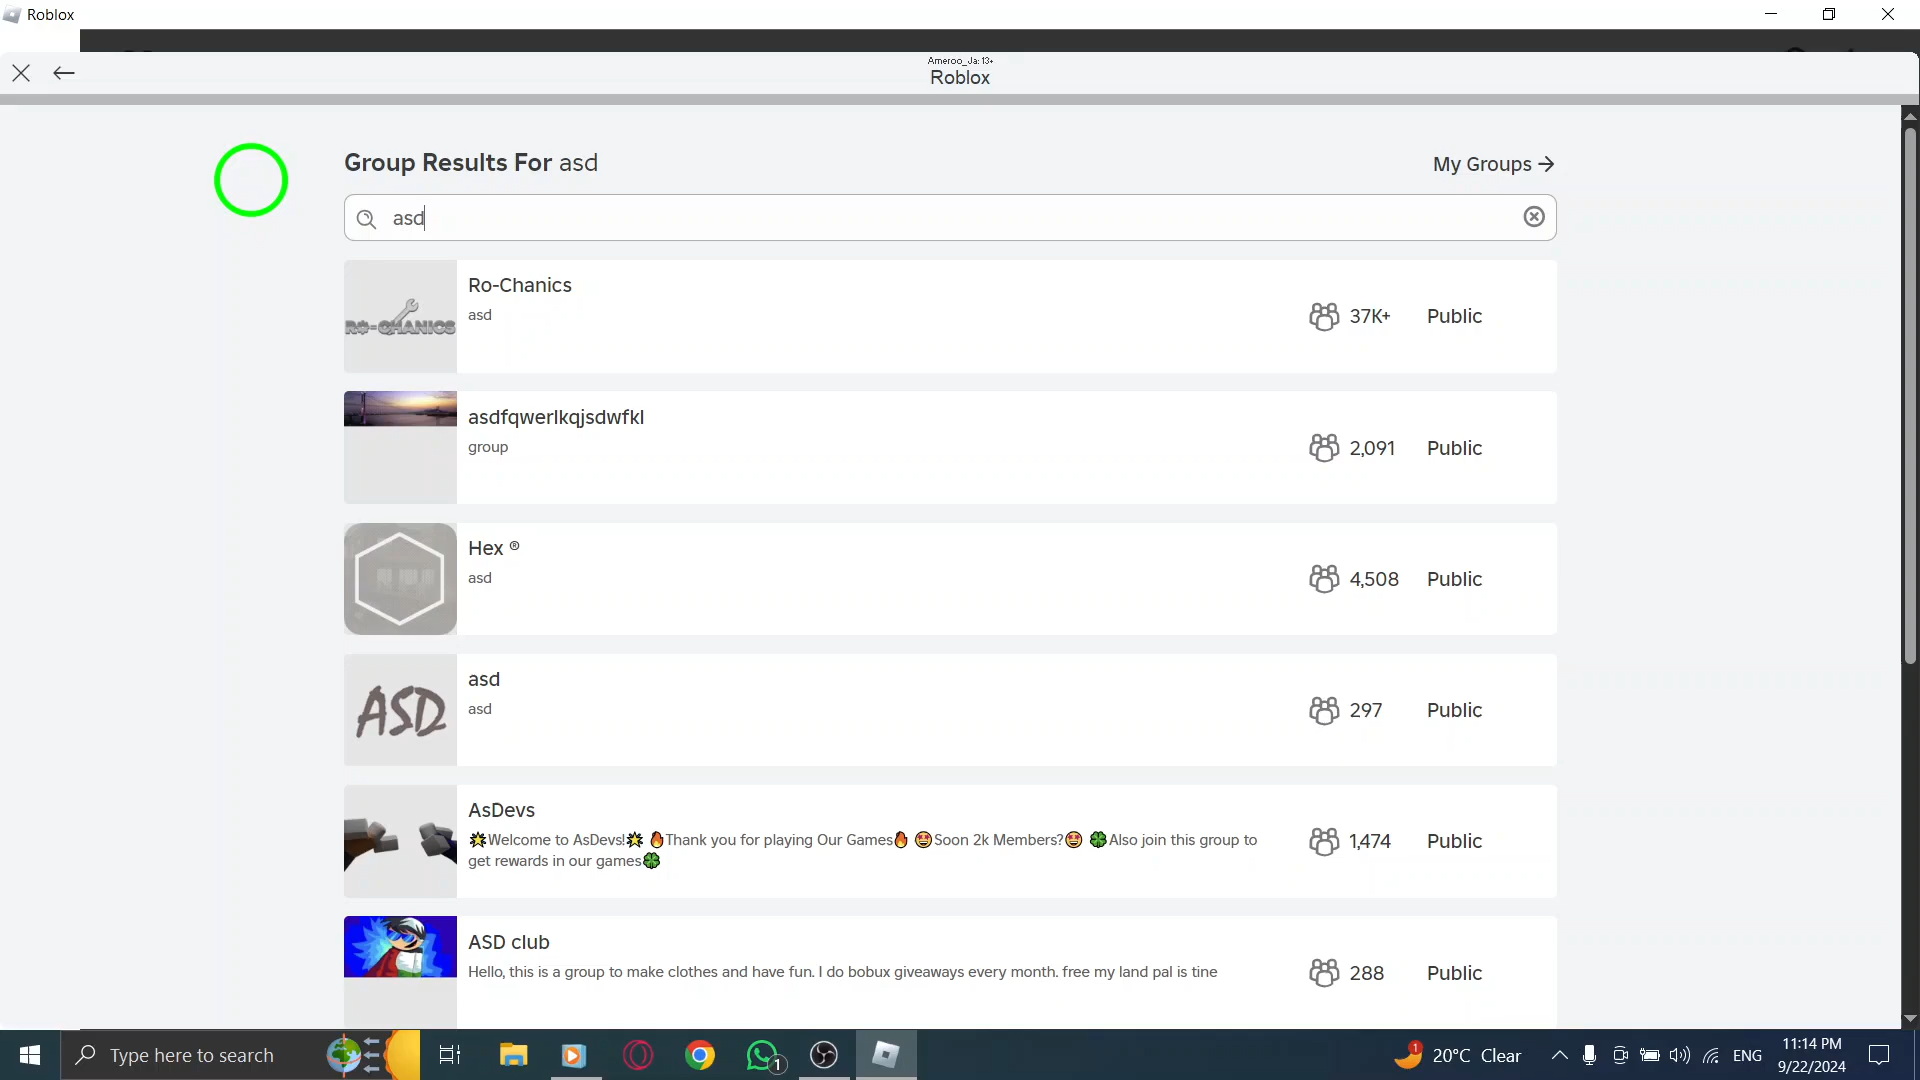 Roblox
Ameroo_Ja: 13+
Roblox
Group Results For asd
My Groups →
asd
RO-CHANICS
Ro-Chanics
asd
37K+
Public
asdfqwerlkqjsdwfkl
group
2,091
Public
Hex ®
asd
4,508
Public
ASD
asd
asd
297
Public
AsDevs
🌟Welcome to AsDevs!🌟 🔥Thank you for playing Our Games🔥 🤩Soon 2k Members?🤩 🍀Also join this group to
get rewards in our games🍀
1,474
Public
ASD club
Hello, this is a group to make clothes and have fun. I do bobux giveaways every month. free my land pal is tine
288
Public
Type here to search
1
1
20°C Clear
ENG
11:14 PM
9/22/2024